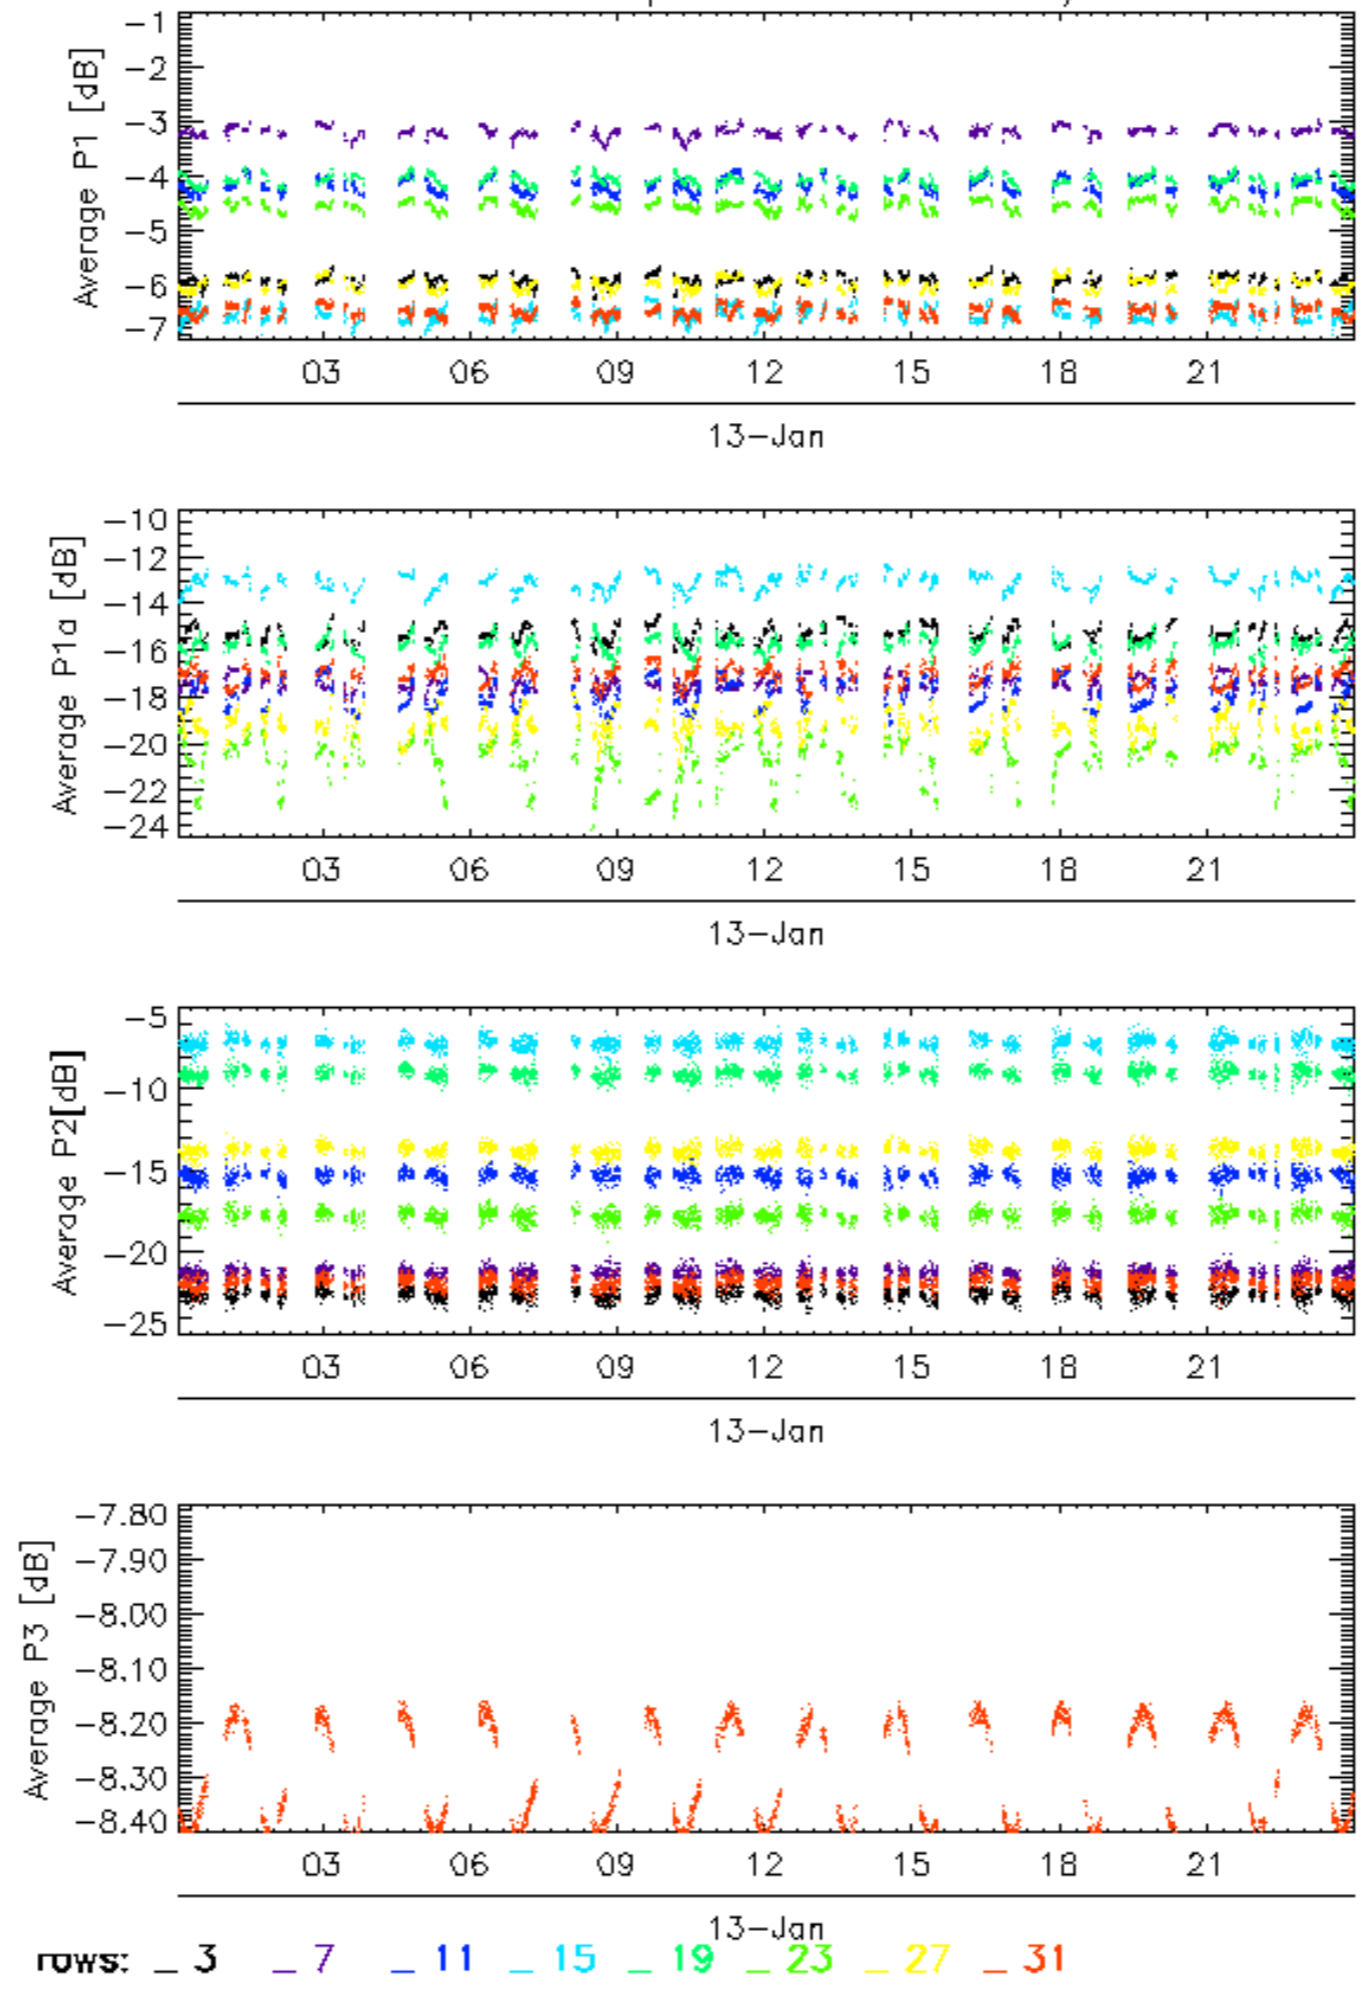 Average P1 [dB]
-1
-2
-3
-4
-5
-6
-7
03 06 09 12 15 18 21
13-Jan
Average P1a [dB]
-10
-12
-14
-16
-18
-20
-22
-24
03 06 09 12 15 18 21
13-Jan
Average P2[dB]
-5
-10
-15
-20
-25
03 06 09 12 15 18 21
13-Jan
Average P3 [dB]
-7.80
-7.90
-8.00
-8.10
-8.20
-8.30
-8.40
03 06 09 12 15 18 21
13-Jan
rows: _ 3 _ 7 _ 11 _ 15 _ 19 _ 23 _ 27 _ 31